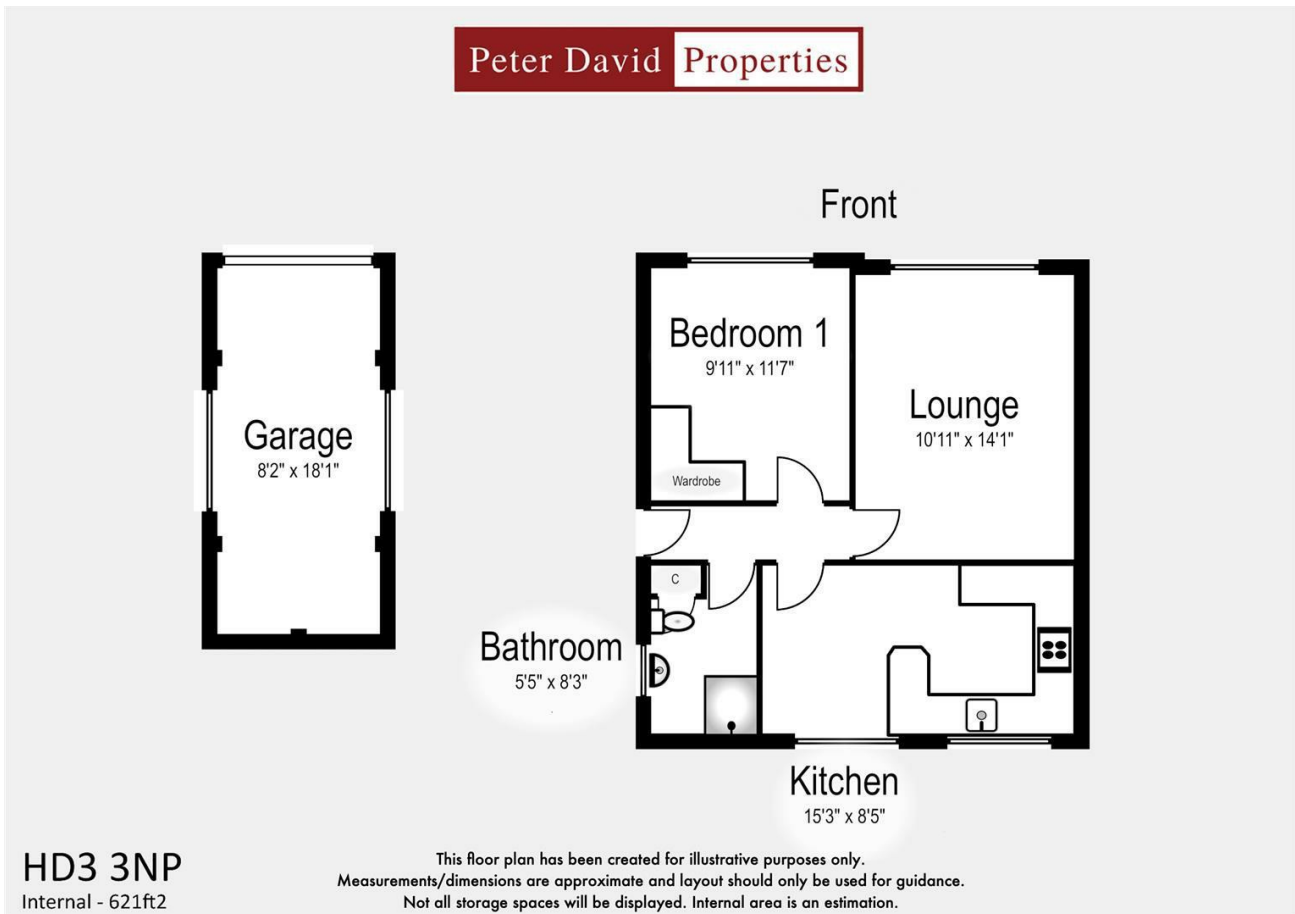 Peter David Properties
Front
Bedroom 1
9'11" x 11'7"
Lounge
10'11" x 14'1"
Garage
8'2" x 18'1"
Wardrobe
C
Bathroom
5'5" x 8'3"
Kitchen
15'3" x 8'5"
HD3 3NP
Internal - 621ft2
This floor plan has been created for illustrative purposes only.
Measurements/dimensions are approximate and layout should only be used for guidance.
Not all storage spaces will be displayed. Internal area is an estimation.